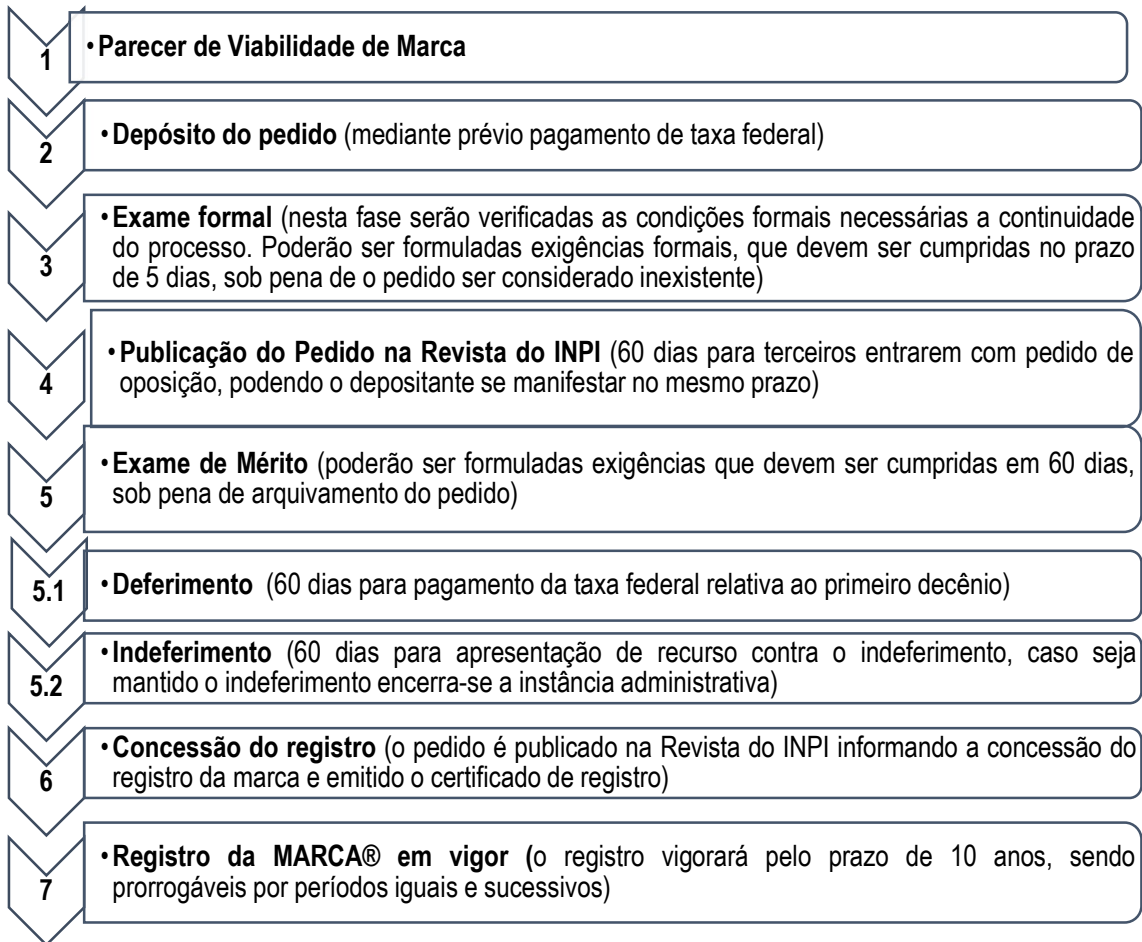 1
•Parecer de Viabilidade de Marca
2
•Depósito do pedido (mediante prévio pagamento de taxa federal)
3
•Exame formal (nesta fase serão verificadas as condições formais necessárias a continuidade
do processo. Poderão ser formuladas exigências formais, que devem ser cumpridas no prazo
de 5 dias, sob pena de o pedido ser considerado inexistente)
4
•Publicação do Pedido na Revista do INPI (60 dias para terceiros entrarem com pedido de
oposição, podendo o depositante se manifestar no mesmo prazo)
5
•Exame de Mérito (poderão ser formuladas exigências que devem ser cumpridas em 60 dias,
sob pena de arquivamento do pedido)
5.1
•Deferimento (60 dias para pagamento da taxa federal relativa ao primeiro decênio)
5.2
•Indeferimento (60 dias para apresentação de recurso contra o indeferimento, caso seja
mantido o indeferimento encerra-se a instância administrativa)
6
•Concessão do registro (o pedido é publicado na Revista do INPI informando a concessão do
registro da marca e emitido o certificado de registro)
7
•Registro da MARCA® em vigor (o registro vigorará pelo prazo de 10 anos, sendo
prorrogáveis por períodos iguais e sucessivos)